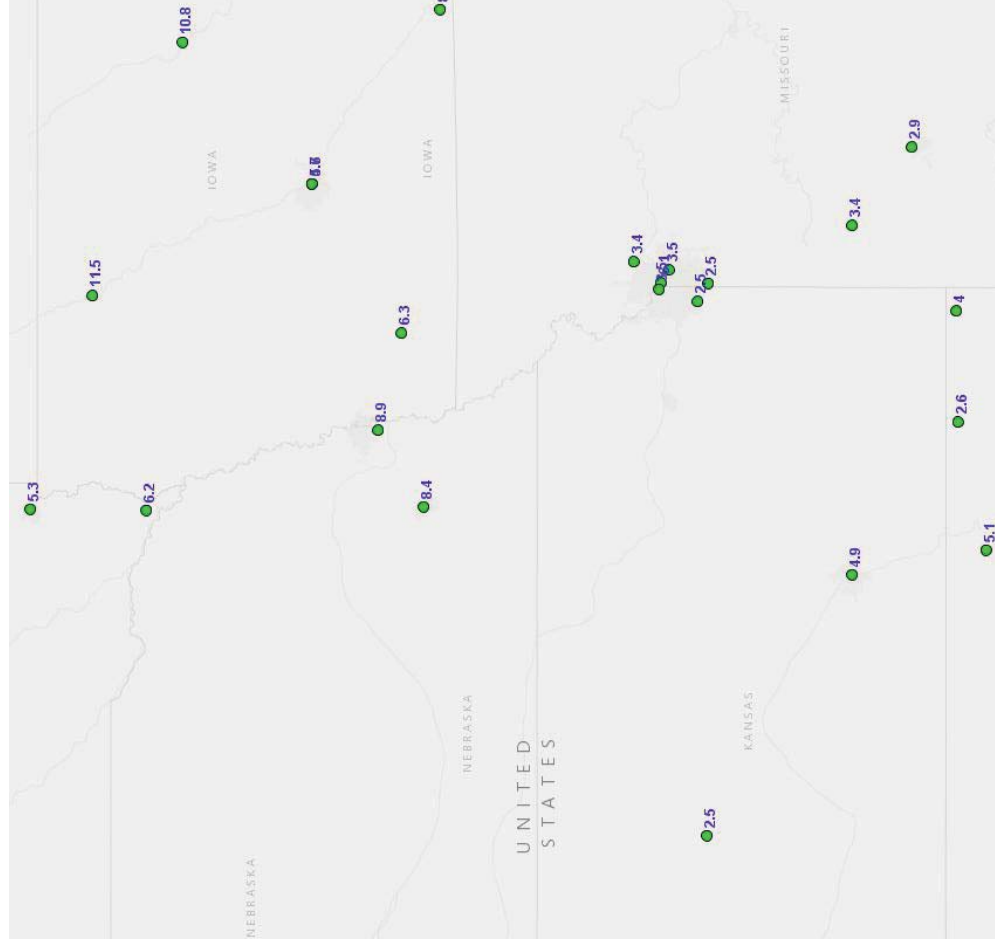 10.8
MISSOURI
2.9
IOWA
IOWA
3.4
3.4
3.5
2.5
11.5
2.5
4
6.3
8.9
2.6
5.3
6.2
8.4
5.1
4.9
NEBRASKA
KANSAS
UNITED
STATES
2.5
NEBRASKA